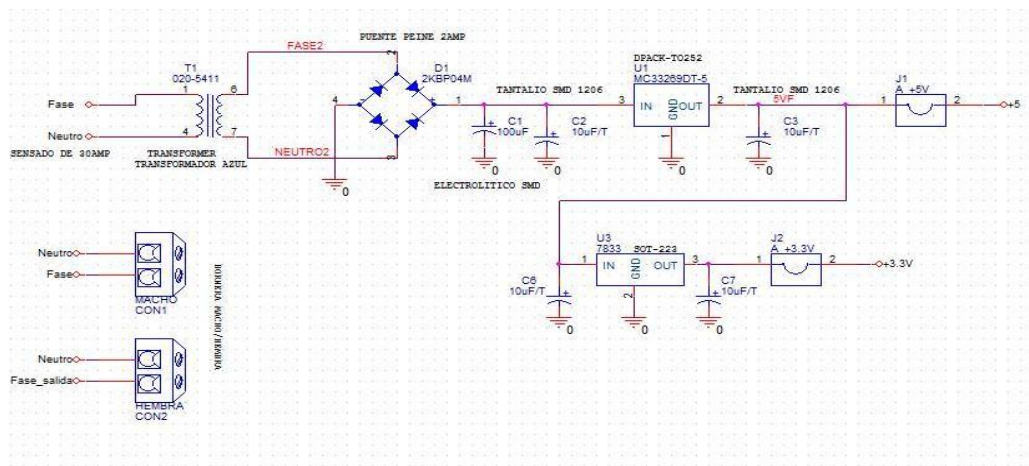 PUENTE PEINE 2AMP
FASE2
2
T1
020-5411
1
6
D1
2KBP04M
4
1
Fase
Neutro
4
7
NEUTRO2
3
SENSADO DE 30AMP
TRANSFORMER
TRANSFORMADOR AZUL
0
TANTALIO SMD 1206
C1
100uF
C2
10uF/T
0
0
ELECTROLITICO SMD
DPACK-TO252
U1
MC33269DT-5
3
IN
OUT
2
GND
1
0
TANTALIO SMD 1206
5VF
C3
10uF/T
0
J1
A +5V
1
2
+5
U3
7833
SOT-223
1
IN
GND
OUT
3
2
0
C6
10uF/T
0
C7
10uF/T
0
J2
A +3.3V
1
2
+3.3V
Neutro
Fase
MACHO
CON1
BORNERA MACHO/HEMBRA
Neutro
Fase_salida
HEMBRA
CON2